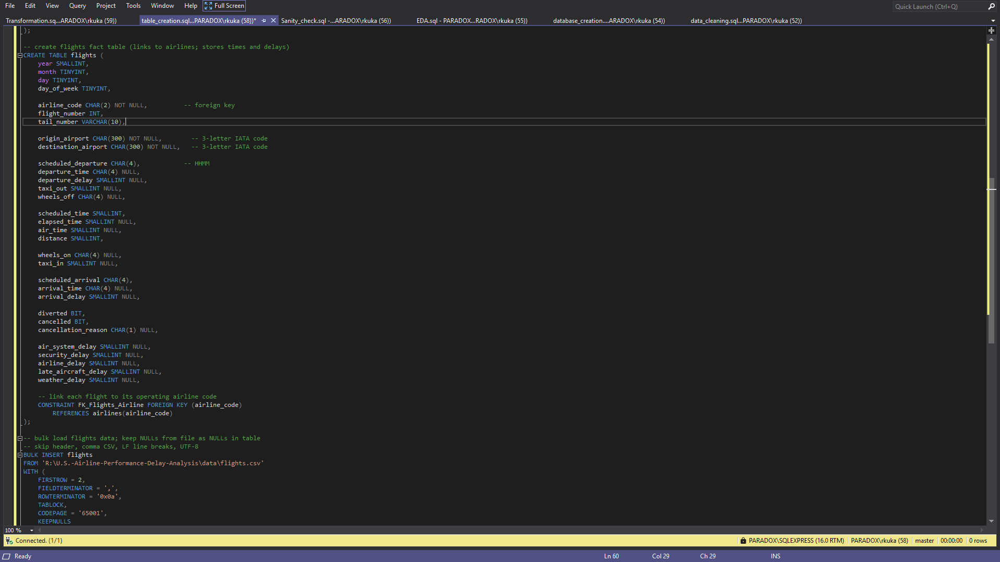 File Edit View Query Project Tools Window Help Full Screen
Quick Launch (Ctrl+Q)
Transformation.sq...ARADOX\rkuka (59)) table_creation.sql...PARADOX\rkuka (58))* Sanity_check.sql -...ARADOX\rkuka (56)) EDA.sql - PARADOX...RADOX\rkuka (55)) database_creation....ARADOX\rkuka (54)) data_cleaning.sql...PARADOX\rkuka (52))
);
-- create flights fact table (links to airlines; stores times and delays)
CREATE TABLE flights (
year SMALLINT,
month TINYINT,
day TINYINT,
day_of_week TINYINT,
airline_code CHAR(2) NOT NULL, -- foreign key
flight_number INT,
tail_number VARCHAR(10),
origin_airport CHAR(300) NOT NULL, -- 3-letter IATA code
destination_airport CHAR(300) NOT NULL, -- 3-letter IATA code
scheduled_departure CHAR(4), -- HHMM
departure_time CHAR(4) NULL,
departure_delay SMALLINT NULL,
taxi_out SMALLINT NULL,
wheels_off CHAR(4) NULL,
scheduled_time SMALLINT,
elapsed_time SMALLINT NULL,
air_time SMALLINT NULL,
distance SMALLINT,
wheels_on CHAR(4) NULL,
taxi_in SMALLINT NULL,
scheduled_arrival CHAR(4),
arrival_time CHAR(4) NULL,
arrival_delay SMALLINT NULL,
diverted BIT,
cancelled BIT,
cancellation_reason CHAR(1) NULL,
air_system_delay SMALLINT NULL,
security_delay SMALLINT NULL,
airline_delay SMALLINT NULL,
late_aircraft_delay SMALLINT NULL,
weather_delay SMALLINT NULL,
-- link each flight to its operating airline code
CONSTRAINT FK_Flights_Airline FOREIGN KEY (airline_code)
REFERENCES airlines(airline_code)
);
-- bulk load flights data; keep NULLs from file as NULLs in table
-- skip header, comma CSV, LF line breaks, UTF-8
BULK INSERT flights
FROM 'R:\U.S.-Airline-Performance-Delay-Analysis\data\flights.csv'
WITH (
FIRSTROW = 2,
FIELDTERMINATOR = ',',
ROWTERMINATOR = '0x0a',
TABLOCK,
CODEPAGE = '65001',
KEEPNULLS
100 %
Connected. (1/1) PARADOX\SQLEXPRESS (16.0 RTM) PARADOX\rkuka (58) master 00:00:00 0 rows
Ready Ln 60 Col 29 Ch 29 INS